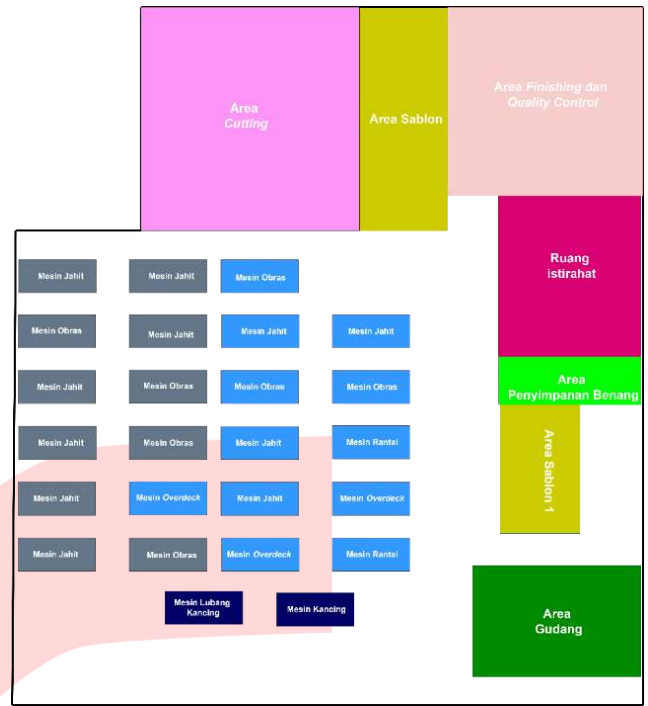 Area
Cutting
Area Sablon
Area Finishing dan
Quality Control
Ruang
istirahat
Area
Penyimpanan Benang
Area Sablon 1
Area
Gudang
Mesin Jahit
Mesin Jahit
Mesin Obras
Mesin Obras
Mesin Jahit
Mesin Jahit
Mesin Jahit
Mesin Jahit
Mesin Obras
Mesin Obras
Mesin Obras
Mesin Jahit
Mesin Obras
Mesin Jahit
Mesin Rantai
Mesin Jahit
Mesin Overdeck
Mesin Jahit
Mesin Overdeck
Mesin Jahit
Mesin Obras
Mesin Overdeck
Mesin Rantai
Mesin Lubang
Kancing
Mesin Kancing